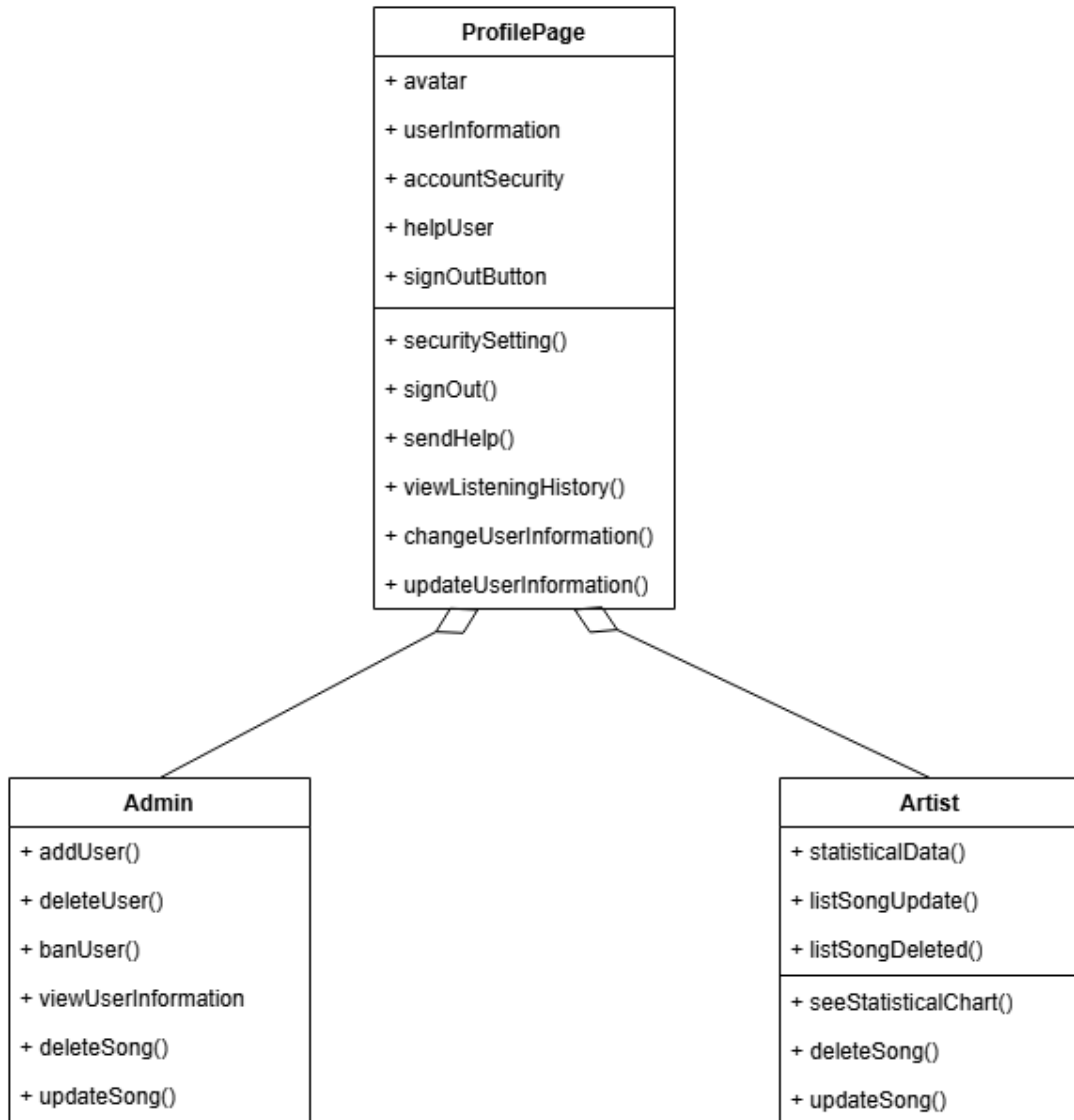 ProfilePage
+ avatar
+ userInformation
+ accountSecurity
+ helpUser
+ signOutButton
+ securitySetting()
+ signOut()
+ sendHelp()
+ viewListeningHistory()
+ changeUserInformation()
+ updateUserInformation()
Admin
+ addUser()
+ deleteUser()
+ banUser()
+ viewUserInformation
+ deleteSong()
+ updateSong()
Artist
+ statisticalData()
+ listSongUpdate()
+ listSongDeleted()
+ seeStatisticalChart()
+ deleteSong()
+ updateSong()